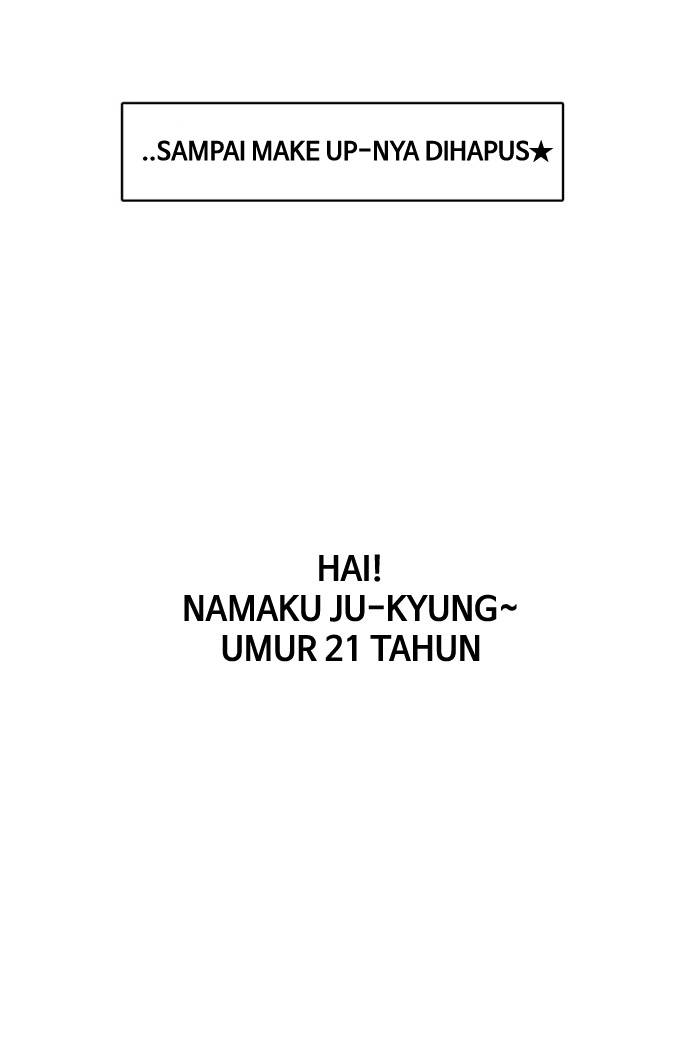 ..SAMPAI MAKE UP-NYA DIHAPUS★
HAI!
NAMAKU JU-KYUNG~
UMUR 21 TAHUN